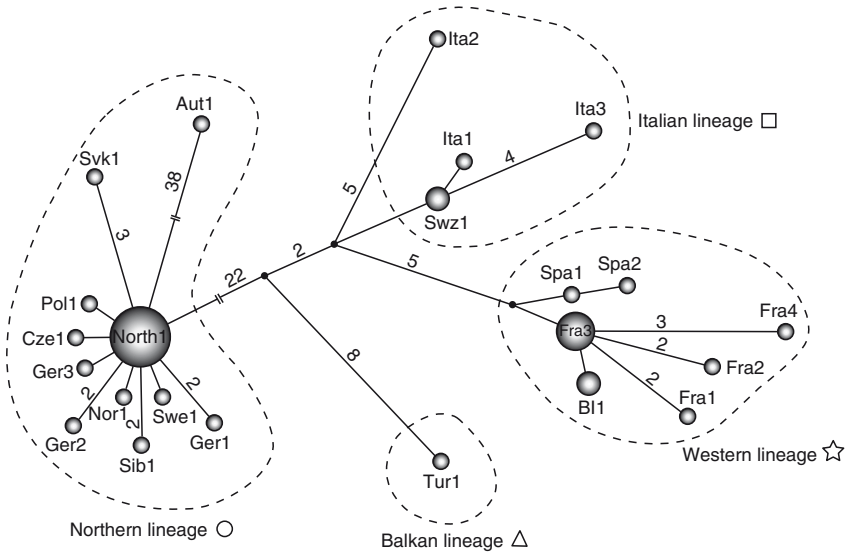 Ita2
Aut1
Ita3
Italian lineage
Ita1
Svk1
4
38
5
Swz1
3
2
5
22
Spa1
Spa2
Pol1
Fra4
Cze1
North1
Fra3
3
2
Ger3
8
Fra2
2
2
2
Nor1
Swe1
Bl1
Fra1
2
Ger2
Ger1
Sib1
Western lineage
Tur1
Northern lineage
Balkan lineage